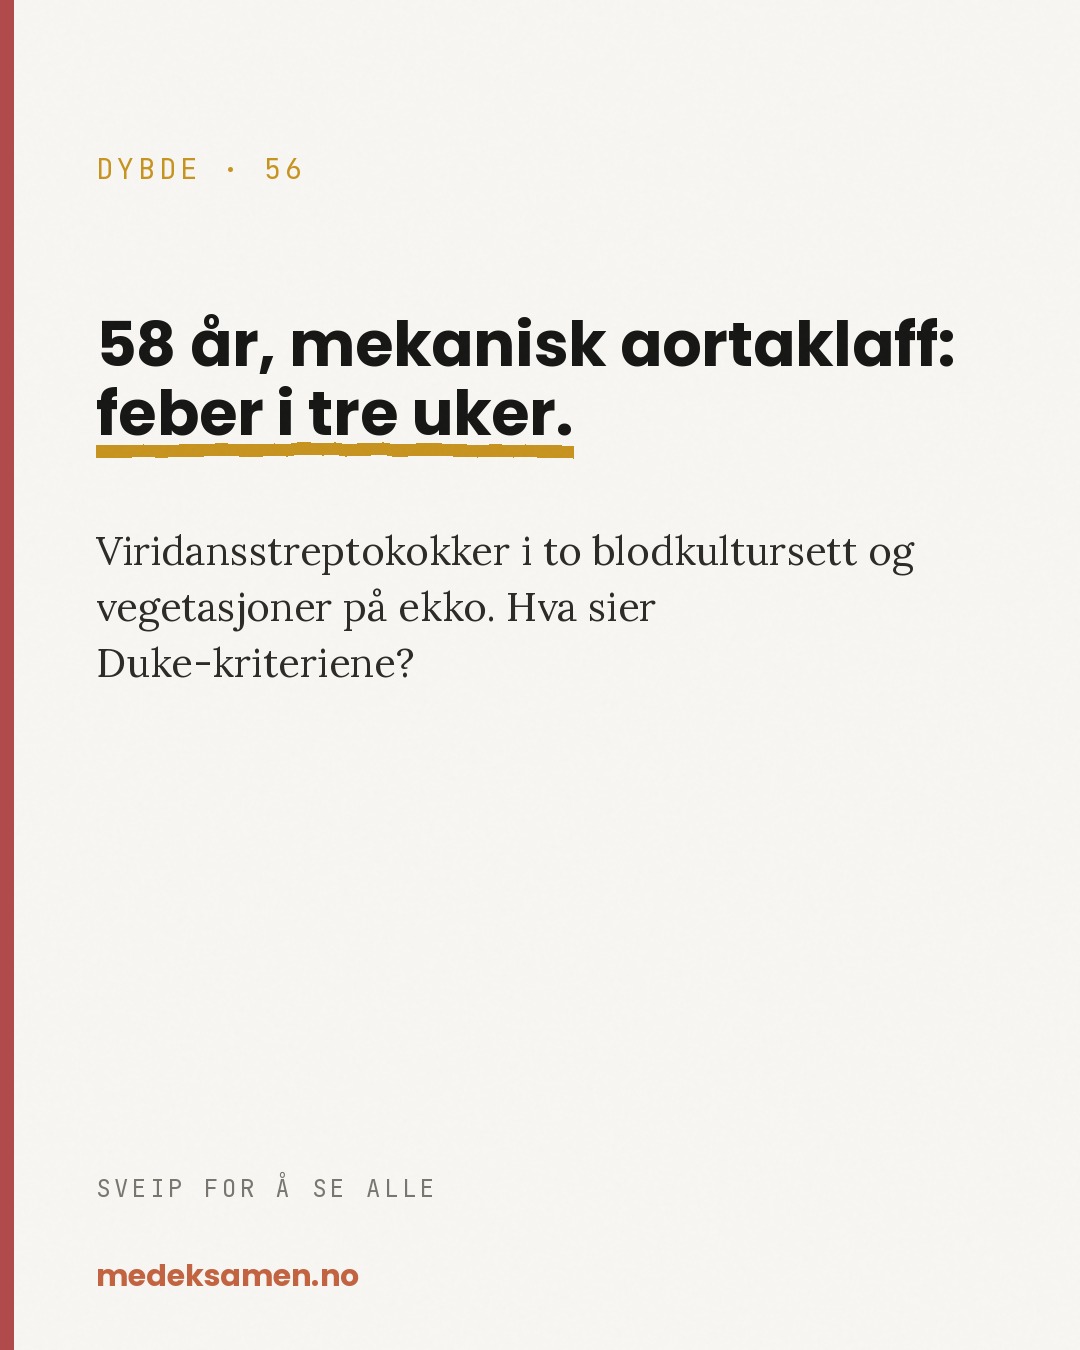 DYBDE · 56
58 år, mekanisk aortaklaff:
feber i tre uker.
Viridansstreptokokker i to blodkultursett og
vegetasjoner på ekko. Hva sier
Duke-kriteriene?
SVEIP FOR Å SE ALLE
medeksamen.no